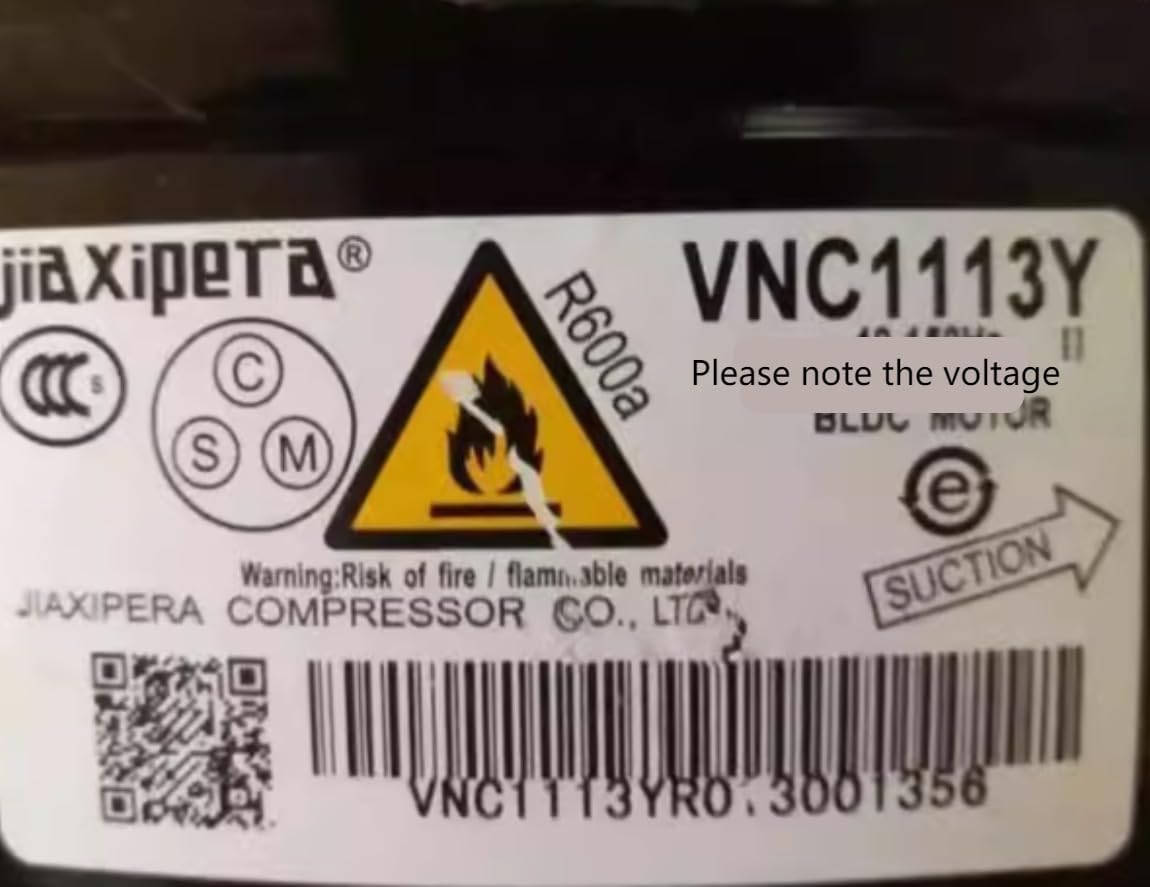 jiaxipera®
VNC1113Y
R600a
CCC S
C
S M
Please note the voltage
BLDC MOTOR
e
SUCTION
Warning:Risk of fire / flammable materials
JIAXIPERA COMPRESSOR CO., LTD
VNC1113YR0